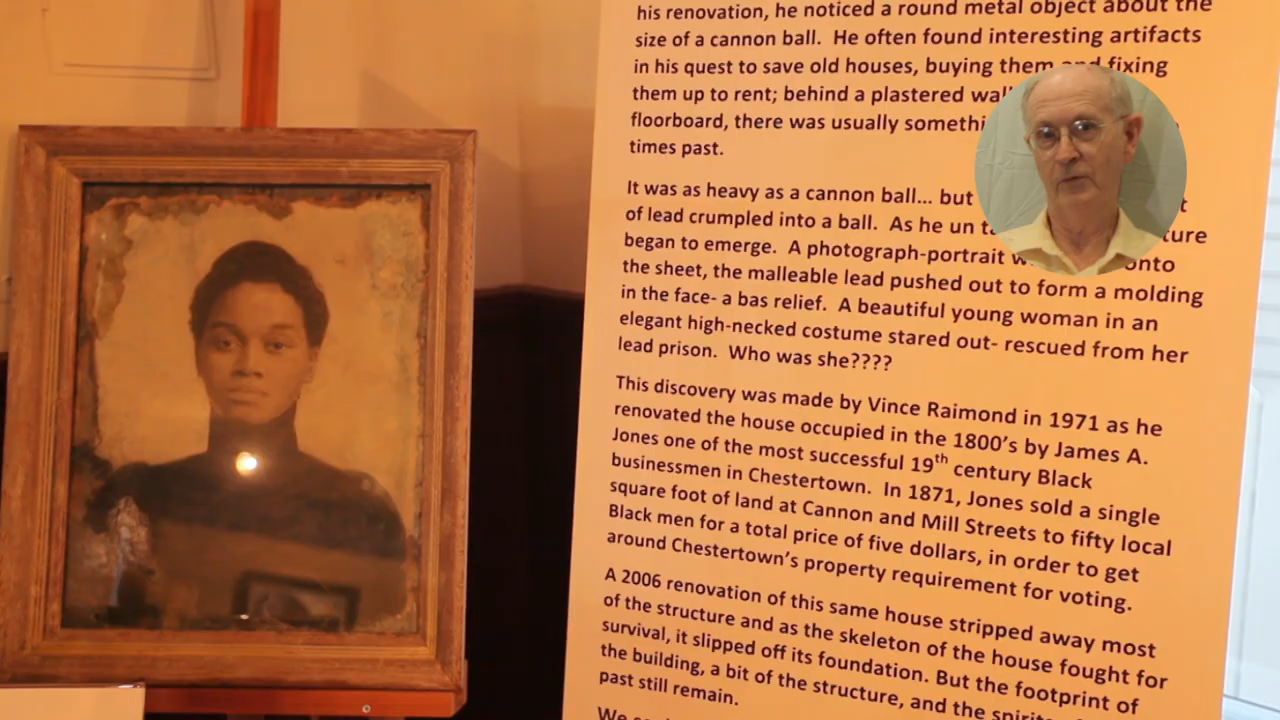 his renovation, he noticed a round metal object about the
size of a cannon ball. He often found interesting artifacts
in his quest to save old houses, buying them and fixing
them up to rent; behind a plastered wal
floorboard, there was usually somethi
times past.
It was as heavy as a cannon ball... but
of lead crumpled into a ball. As he un ta ture
began to emerge. A photograph-portrait w onto
the sheet, the malleable lead pushed out to form a molding
in the face- a bas relief. A beautiful young woman in an
elegant high-necked costume stared out- rescued from her
lead prison. Who was she????
This discovery was made by Vince Raimond in 1971 as he
renovated the house occupied in the 1800's by James A.
Jones one of the most successful 19th century Black
businessmen in Chestertown. In 1871, Jones sold a single
square foot of land at Cannon and Mill Streets to fifty local
Black men for a total price of five dollars, in order to get
around Chestertown's property requirement for voting.
A 2006 renovation of this same house stripped away most
of the structure and as the skeleton of the house fought for
survival, it slipped off its foundation. But the footprint of
the building, a bit of the structure, and the spirits
past still remain.
We